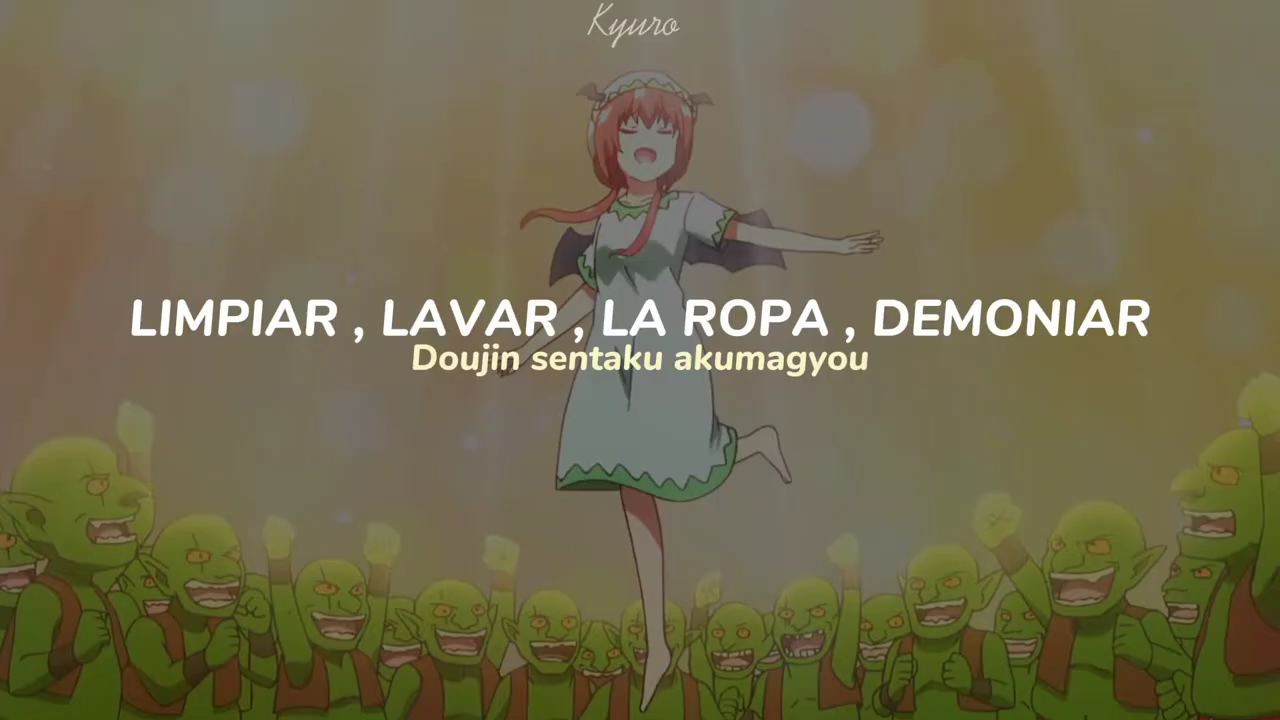 Kyuro
LIMPIAR , LAVAR , LA ROPA , DEMONIAR
Doujin sentaku akumagyou